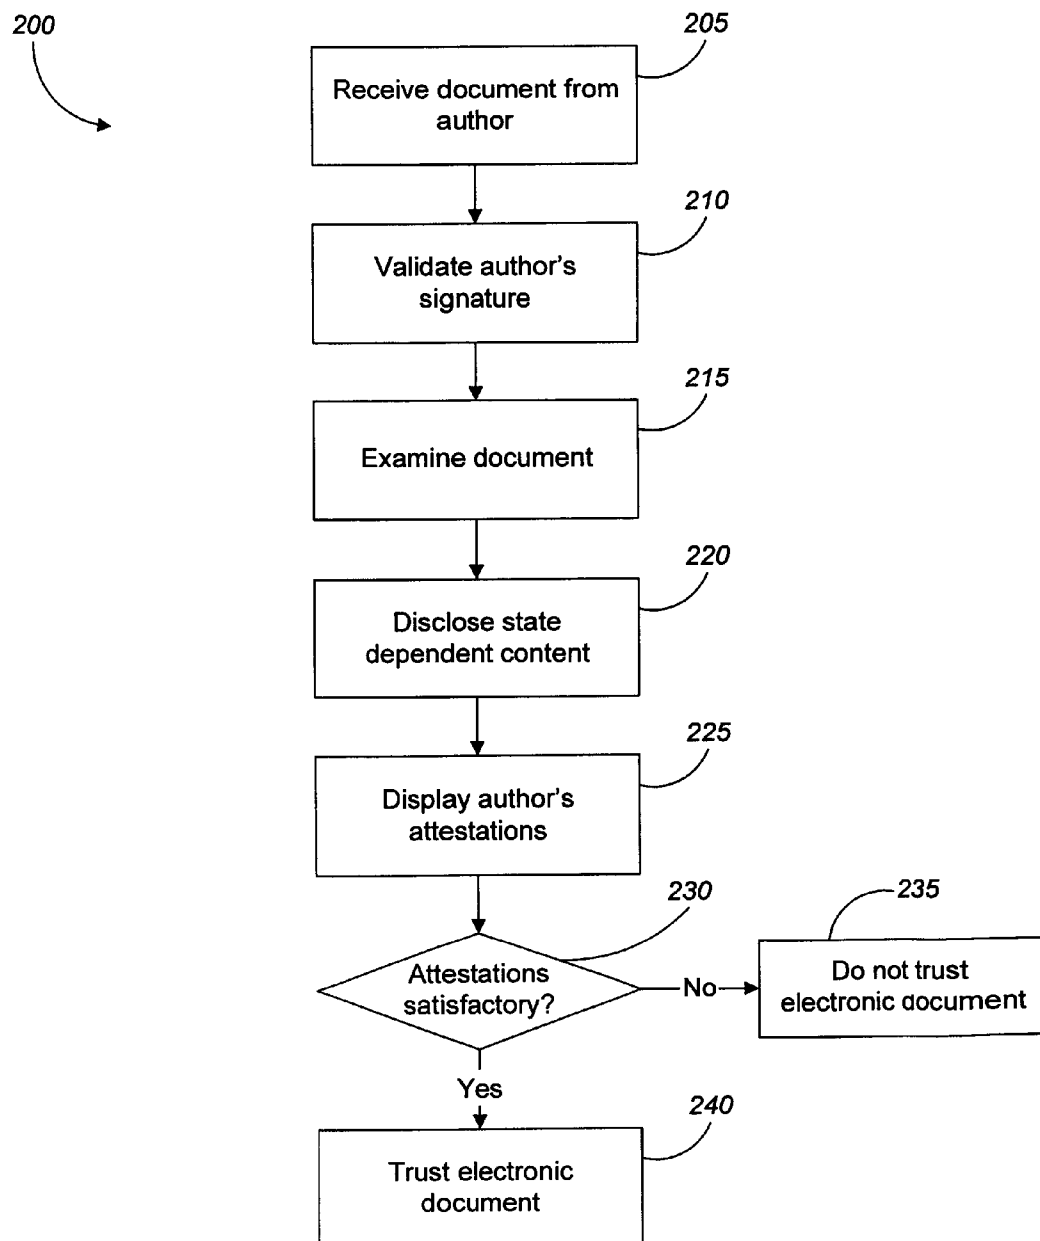 200
205
Receive document from
author
210
Validate author's
signature
215
Examine document
220
Disclose state
dependent content
225
Display author's
attestations
230
235
Attestations
satisfactory?
No
Do not trust
electronic document
Yes
240
Trust electronic
document